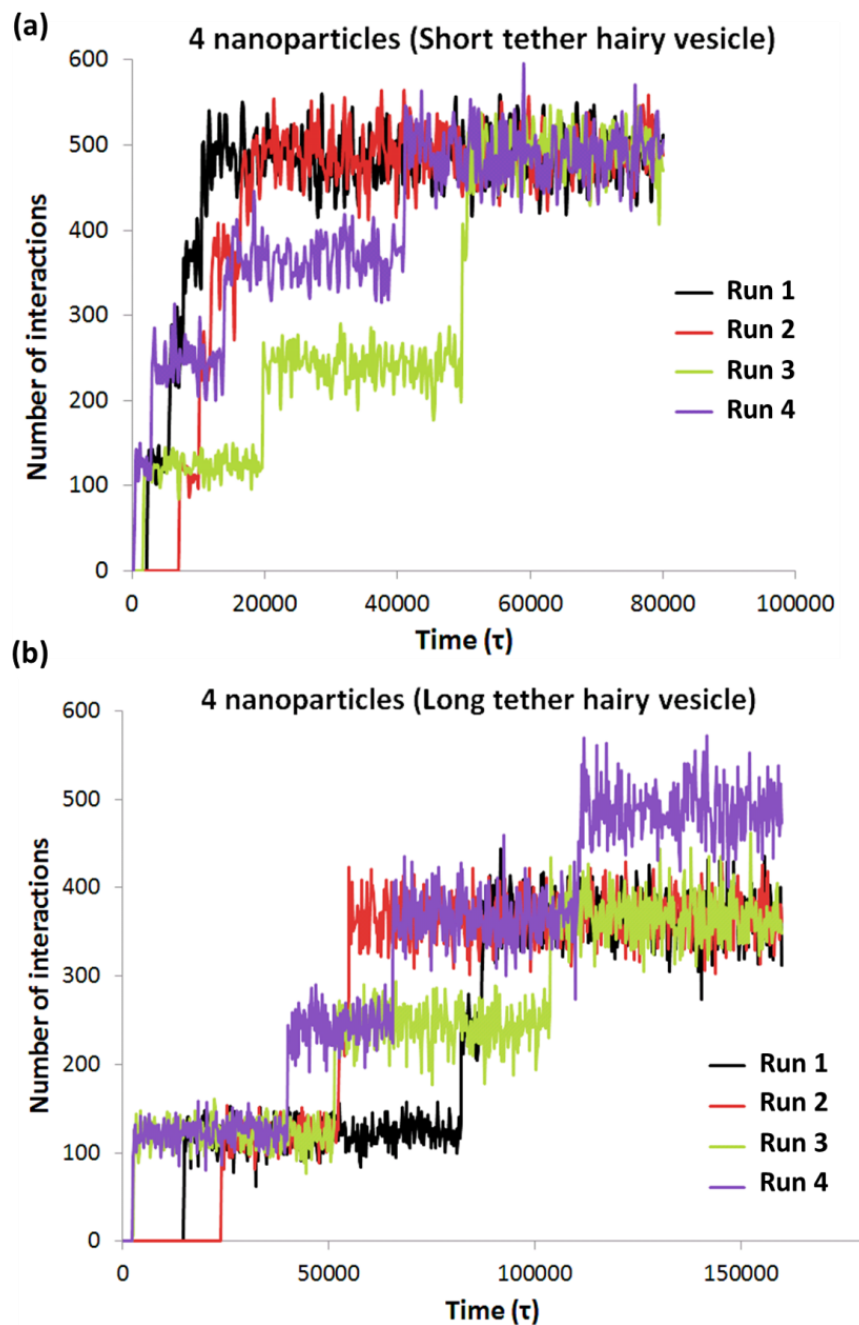 (a)
4 nanoparticles (Short tether hairy vesicle)
Number of interactions
600
500
400
300
200
100
0
Run 1
Run 2
Run 3
Run 4
0 20000 40000 60000 80000 100000
Time (τ)
(b)
4 nanoparticles (Long tether hairy vesicle)
Number of interactions
600
500
400
300
200
100
0
Run 1
Run 2
Run 3
Run 4
0 50000 100000 150000
Time (τ)